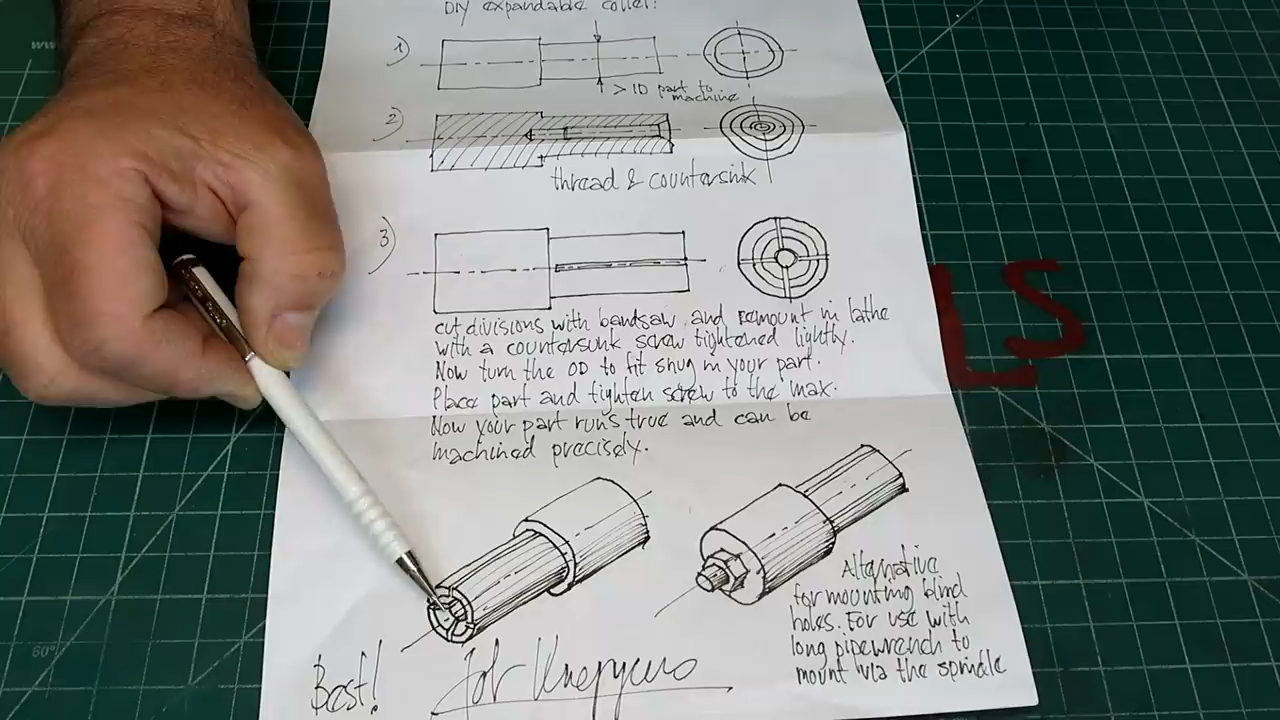 DIY expandable collet:
1)
> ID part to
machine
2)
thread & countersink
3)
cut divisions with bandsaw and remount in lathe
with a countersunk screw tightened lightly.
Now turn the OD to fit snug in your part.
Place part and tighten screw to the max.
Now your part runs true and can be
machined precisely.
Alternative
for mounting blind
holes. For use with
long pipewrench to
mount via the spindle
Best!
LS
60°